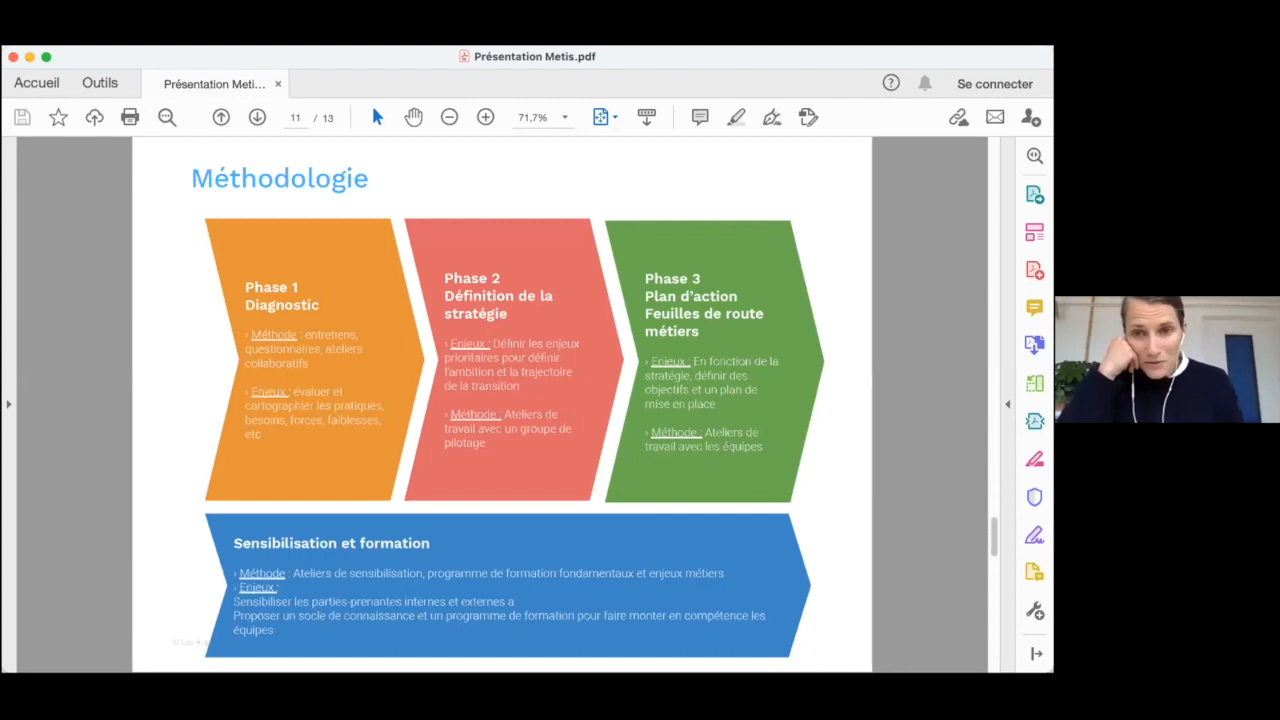 Présentation Metis.pdf
Accueil
Outils
Présentation Meti...
Se connecter
11 / 13
71,7%
Méthodologie
Phase 1
Diagnostic
› Méthode : entretiens,
questionnaires, ateliers
collaboratifs
› Enjeux : évaluer et
cartographier les pratiques,
besoins, forces, faiblesses,
etc
Phase 2
Définition de la
stratégie
› Enjeux : Définir les enjeux
prioritaires pour définir
l'ambition et la trajectoire
de la transition
› Méthode : Ateliers de
travail avec un groupe de
pilotage
Phase 3
Plan d'action
Feuilles de route
métiers
› Enjeux : En fonction de la
stratégie, définir des
objectifs et un plan de
mise en place
› Méthode : Ateliers de
travail avec les équipes
Sensibilisation et formation
› Méthode : Ateliers de sensibilisation, programme de formation fondamentaux et enjeux métiers
› Enjeux :
Sensibiliser les parties-prenantes internes et externes a
Proposer un socle de connaissance et un programme de formation pour faire monter en compétence les
équipes